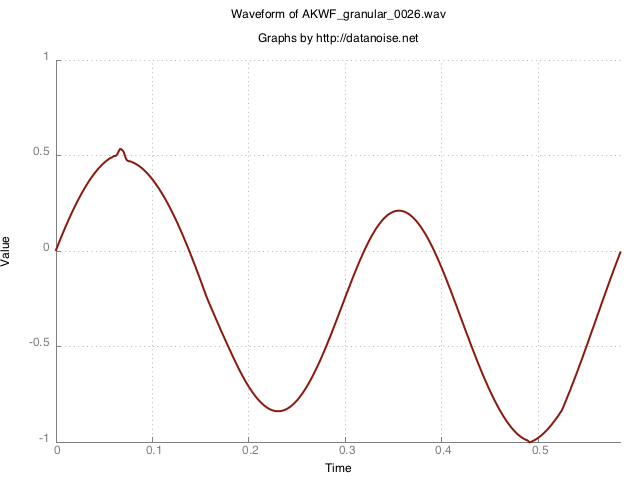 Waveform of AKWF_granular_0026.wav
Graphs by http://datanoise.net
1
0.5
0
-0.5
-1
Value
0 0.1 0.2 0.3 0.4 0.5
Time